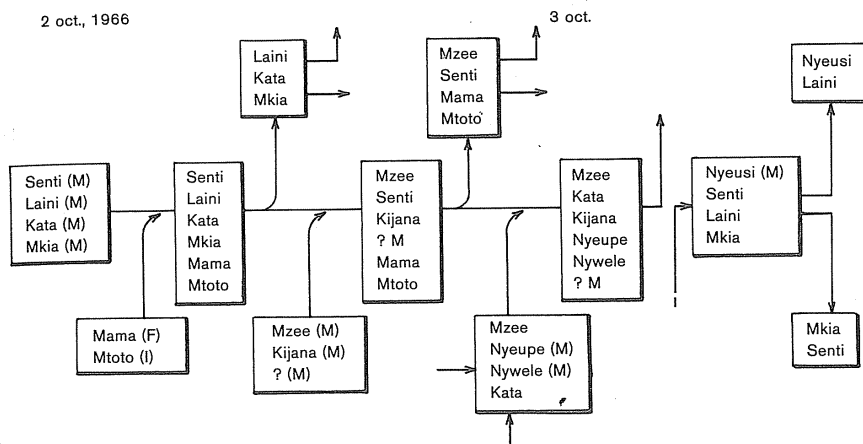 2 oct., 1966
3 oct.
Laini
Kata
Mkia
Mzee
Senti
Mama
Mtoto
Nyeusi
Laini
Senti (M)
Laini (M)
Kata (M)
Mkia (M)
Senti
Laini
Kata
Mkia
Mama
Mtoto
Mzee
Senti
Kijana
? M
Mama
Mtoto
Mzee
Kata
Kijana
Nyeupe
Nywele
? M
Nyeusi (M)
Senti
Laini
Mkia
Mama (F)
Mtoto (I)
Mzee (M)
Kijana (M)
? (M)
Mzee
Nyeupe (M)
Nywele (M)
Kata
Mkia
Senti